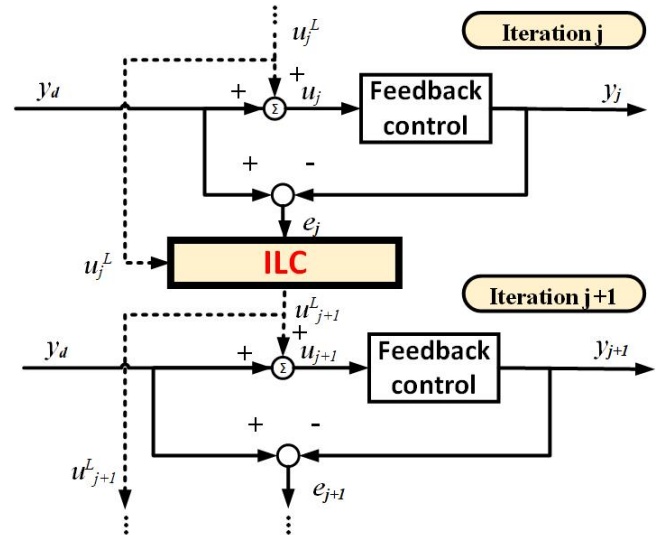 u_j^L
Iteration j
+
y_d
+
Σ
u_j
Feedback
control
y_j
+
-
e_j
u_j^L
ILC
u^L_{j+1}
Iteration j+1
+
y_d
+
Σ
u_{j+1}
Feedback
control
y_{j+1}
+
-
u^L_{j+1}
e_{j+1}